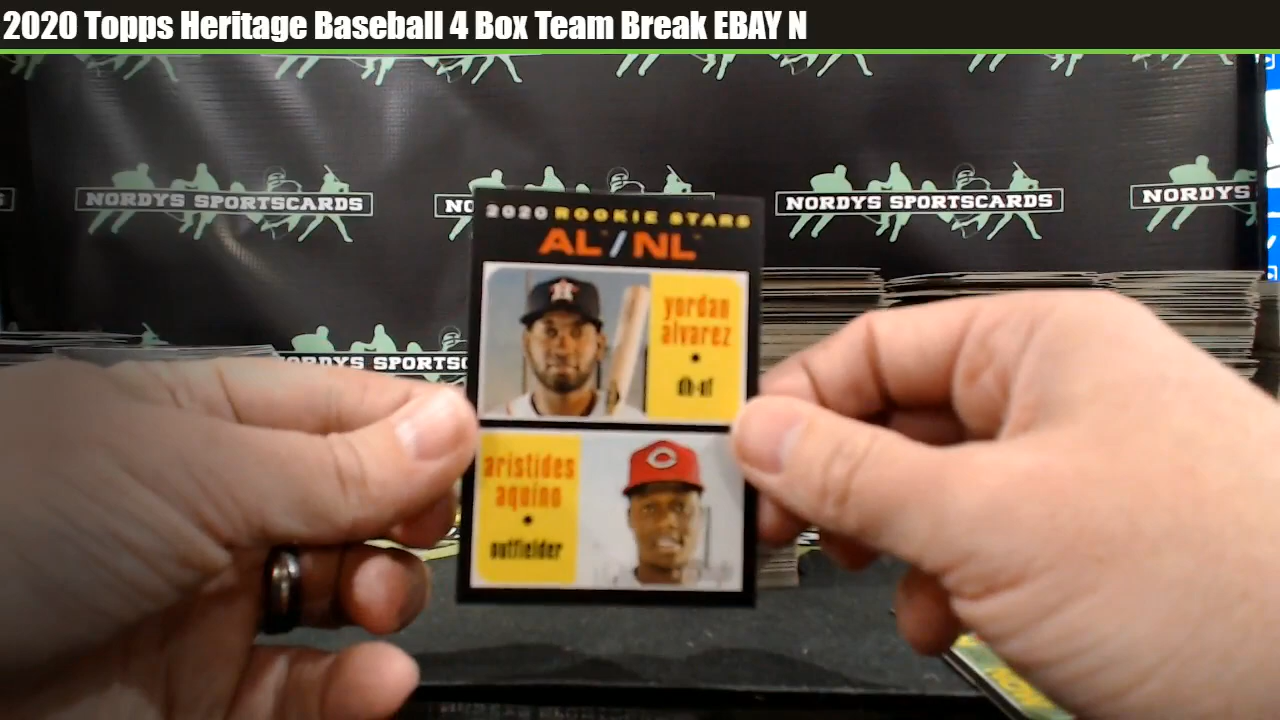 2020 Topps Heritage Baseball 4 Box Team Break EBAY N
NORDYS SPORTSCARDS
NO
NORDYS SPORTSCARDS
NORDYS
NORDYS SPORTSC
2020 ROOKIE STARS
AL / NL
yordan
alvarez
dh-of
aristides
aquino
outfielder